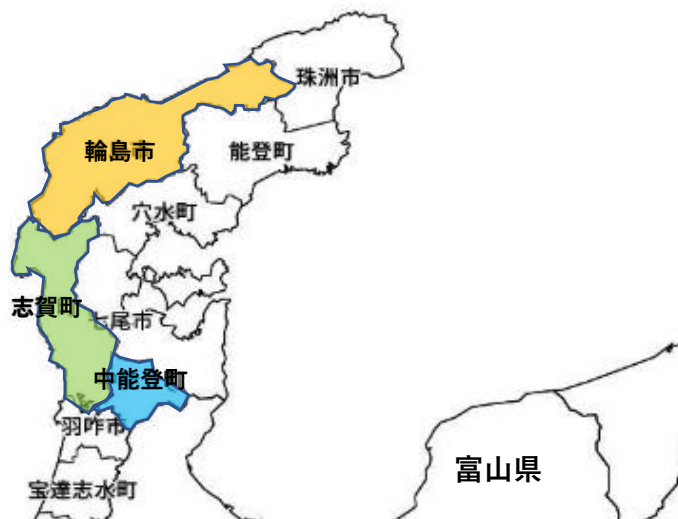 珠洲市
輪島市
能登町
穴水町
志賀町
七尾市
中能登町
羽咋市
富山県
宝達志水町